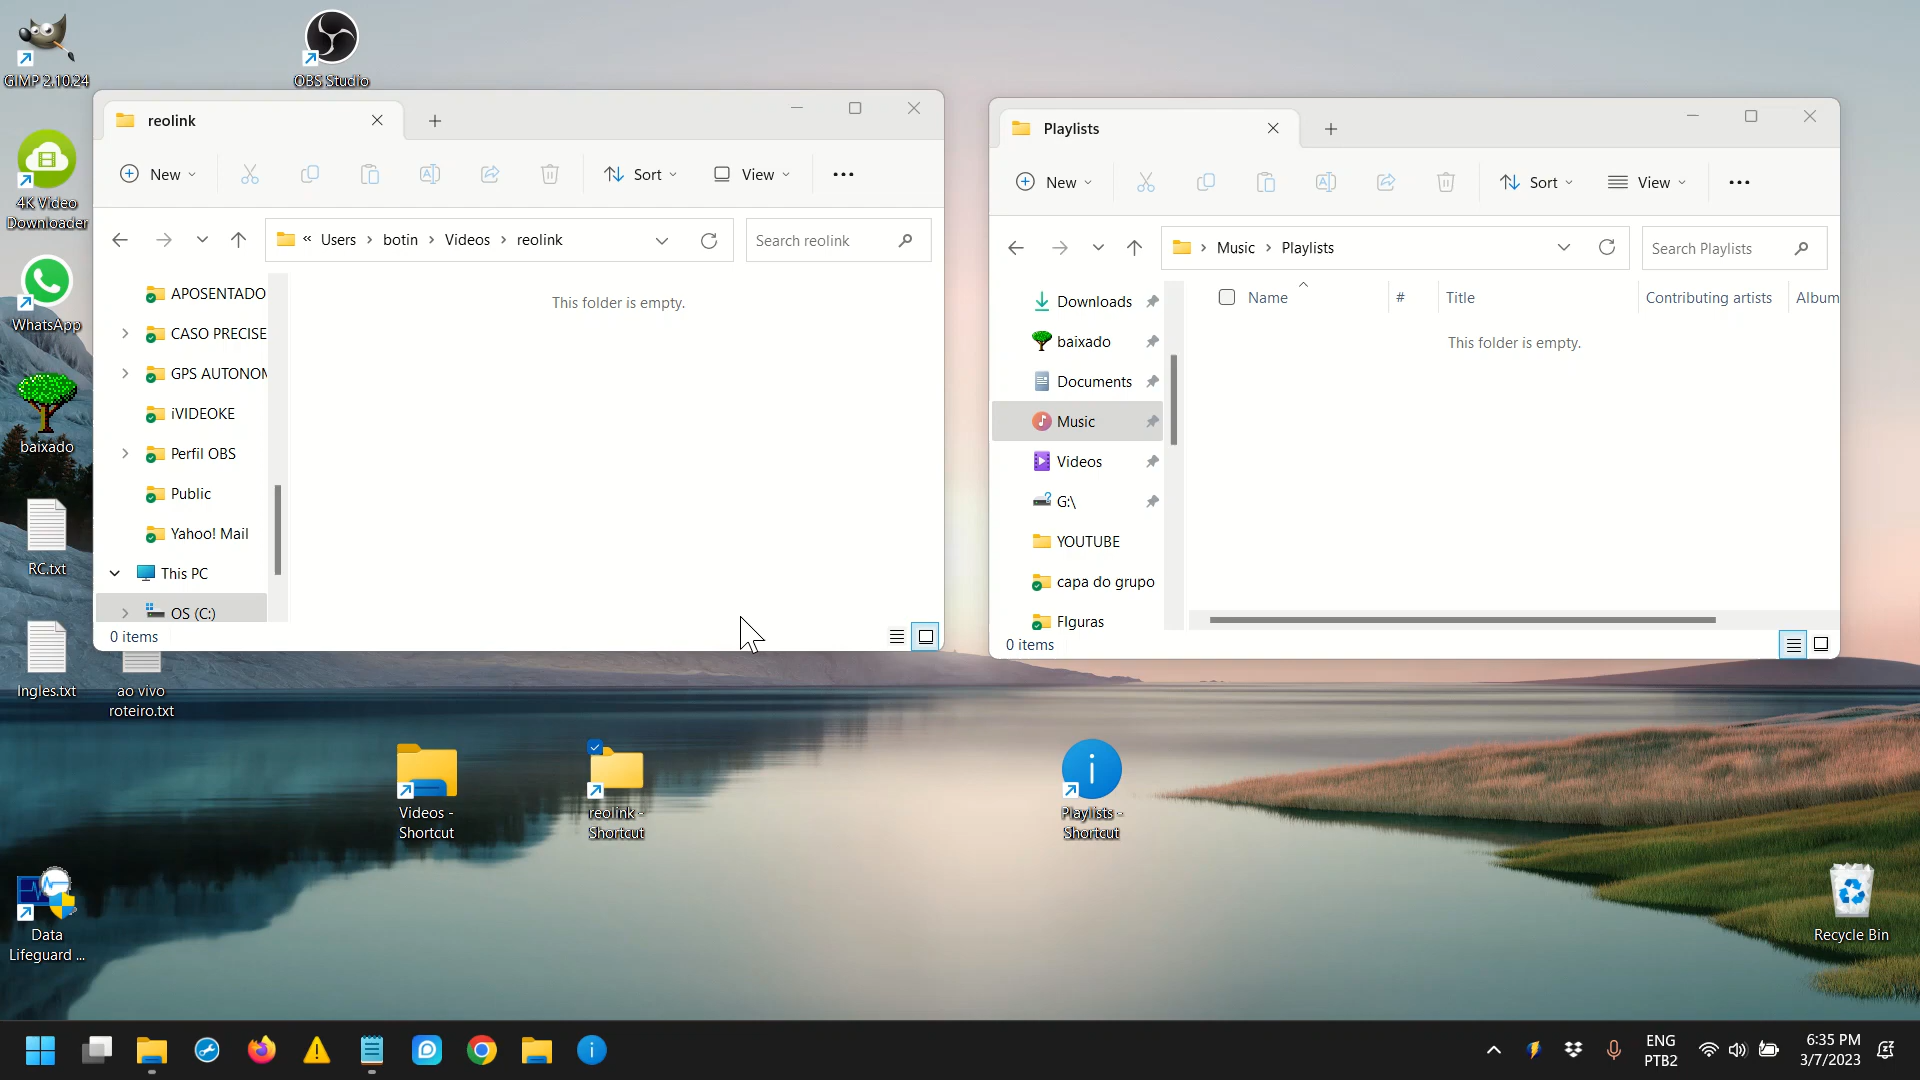 GIMP 2.10.24
OBS Studio
4K Video
Downloader
WhatsApp
baixado
RC.txt
Ingles.txt
ao vivo
roteiro.txt
Data
Lifeguard ...
reolink
New
Sort
View
« Users > botin > Videos > reolink
Search reolink
APOSENTADO
CASO PRECISE
GPS AUTONOM
iVIDEOKE
Perfil OBS
Public
Yahoo! Mail
This PC
OS (C:)
This folder is empty.
0 items
Playlists
New
Sort
View
> Music > Playlists
Search Playlists
Downloads
baixado
Documents
Music
Videos
G:\
YOUTUBE
capa do grupo
FIguras
Name
#
Title
Contributing artists
Album
This folder is empty.
0 items
Videos -
Shortcut
reolink -
Shortcut
Playlists -
Shortcut
Recycle Bin
ENG
PTB2
6:35 PM
3/7/2023